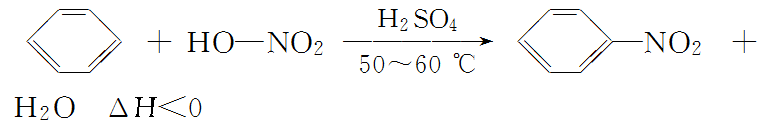 + HO—NO₂ H₂SO₄ 50～60 ℃ —NO₂ +
H₂O ΔH＜0